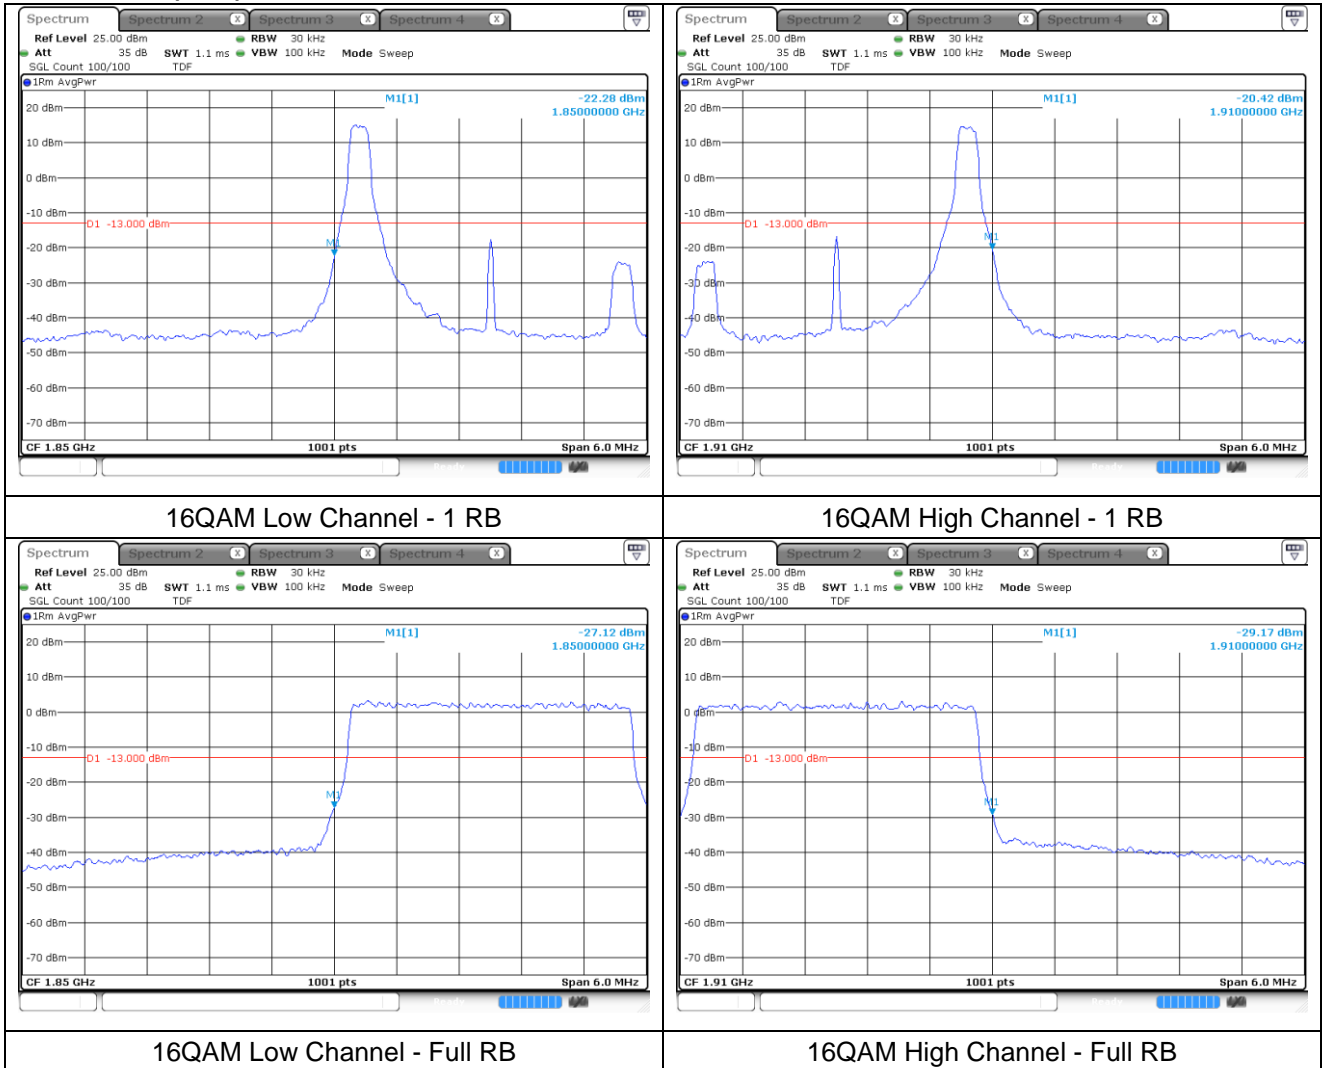 Spectrum Spectrum 2 X Spectrum 3 X Spectrum 4 X
Ref Level 25.00 dBm RBW 30 kHz
Att 35 dB SWT 1.1 ms VBW 100 kHz Mode Sweep
SGL Count 100/100 TDF
1Rm AvgPwr
M1[1] -22.28 dBm
1.85000000 GHz
20 dBm
10 dBm
0 dBm
-10 dBm
D1 -13.000 dBm
M1
-20 dBm
-30 dBm
-40 dBm
-50 dBm
-60 dBm
-70 dBm
CF 1.85 GHz 1001 pts Span 6.0 MHz
Spectrum Spectrum 2 X Spectrum 3 X Spectrum 4 X
Ref Level 25.00 dBm RBW 30 kHz
Att 35 dB SWT 1.1 ms VBW 100 kHz Mode Sweep
SGL Count 100/100 TDF
1Rm AvgPwr
M1[1] -20.42 dBm
1.91000000 GHz
20 dBm
10 dBm
0 dBm
-10 dBm
D1 -13.000 dBm
M1
-20 dBm
-30 dBm
-40 dBm
-50 dBm
-60 dBm
-70 dBm
CF 1.91 GHz 1001 pts Span 6.0 MHz
16QAM Low Channel - 1 RB
16QAM High Channel - 1 RB
Spectrum Spectrum 2 X Spectrum 3 X Spectrum 4 X
Ref Level 25.00 dBm RBW 30 kHz
Att 35 dB SWT 1.1 ms VBW 100 kHz Mode Sweep
SGL Count 100/100 TDF
1Rm AvgPwr
M1[1] -27.12 dBm
1.85000000 GHz
20 dBm
10 dBm
0 dBm
-10 dBm
D1 -13.000 dBm
-20 dBm
M1
-30 dBm
-40 dBm
-50 dBm
-60 dBm
-70 dBm
CF 1.85 GHz 1001 pts Span 6.0 MHz
Spectrum Spectrum 2 X Spectrum 3 X Spectrum 4 X
Ref Level 25.00 dBm RBW 30 kHz
Att 35 dB SWT 1.1 ms VBW 100 kHz Mode Sweep
SGL Count 100/100 TDF
1Rm AvgPwr
M1[1] -29.17 dBm
1.91000000 GHz
20 dBm
10 dBm
0 dBm
-10 dBm
D1 -13.000 dBm
-20 dBm
M1
-30 dBm
-40 dBm
-50 dBm
-60 dBm
-70 dBm
CF 1.91 GHz 1001 pts Span 6.0 MHz
16QAM Low Channel - Full RB
16QAM High Channel - Full RB